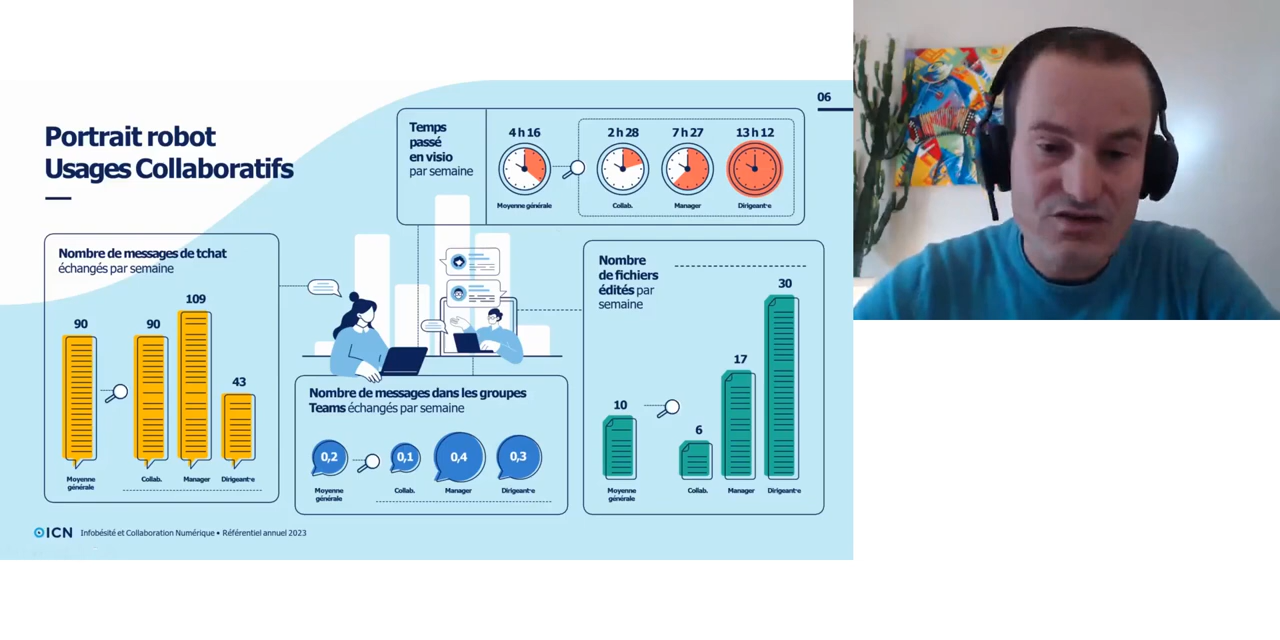 06
Portrait robot
Usages Collaboratifs
Temps
passé
en visio
par semaine
4 h 16
2 h 28
7 h 27
13 h 12
Moyenne générale
Collab.
Manager
Dirigeant·e
Nombre de messages de tchat
échangés par semaine
90
90
109
43
Moyenne
générale
Collab.
Manager
Dirigeant·e
Nombre de messages dans les groupes
Teams échangés par semaine
0,2
0,1
0,4
0,3
Moyenne
générale
Collab.
Manager
Dirigeant·e
Nombre
de fichiers
édités par
semaine
10
6
17
30
Moyenne
générale
Collab.
Manager
Dirigeant·e
ICN Infobésité et Collaboration Numérique • Référentiel annuel 2023